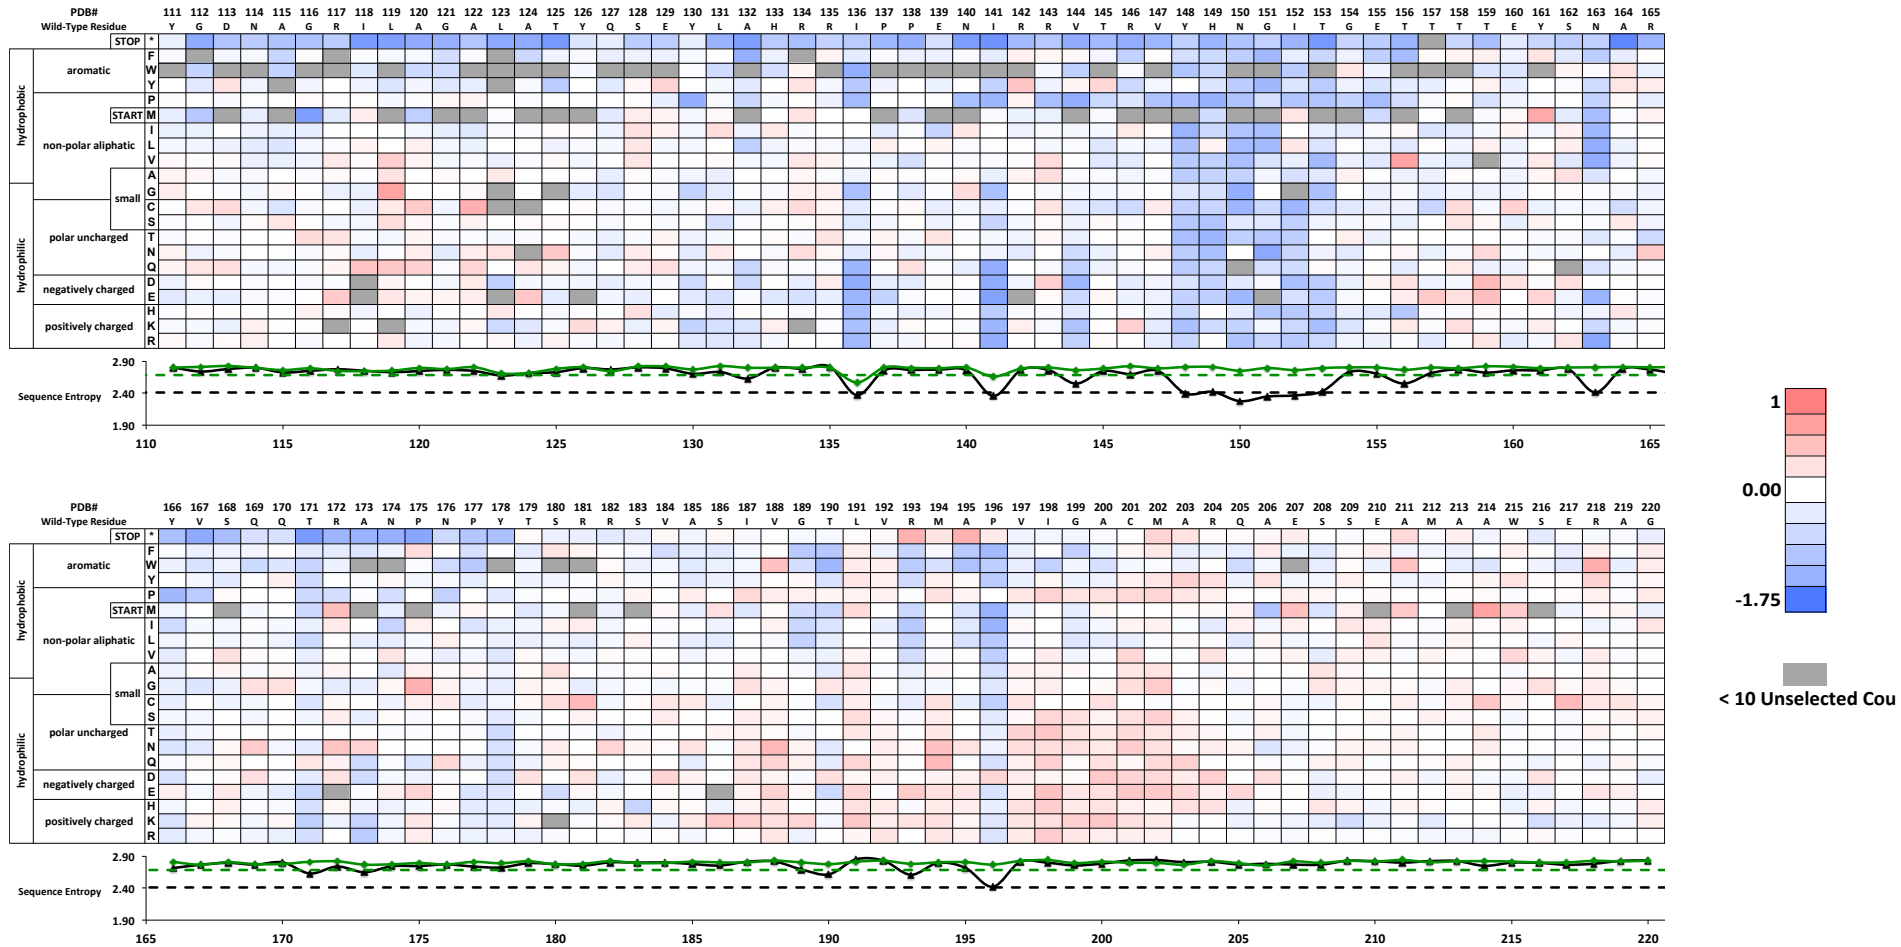 PDB# 111 112 113 114 115 116 117 118 119 120 121 122 123 124 125 126 127 128 129 130 131 132 133 134 135 136 137 138 139 140 141 142 143 144 145 146 147 148 149 150 151 152 153 154 155 156 157 158 159 160 161 162 163 164 165
Wild-Type Residue Y G D N A G R I L A G A L A T Y Q S E Y L A H R R I P P E N I R R V T R V Y H N G I T G E T T T T E Y S N A R
STOP *
hydrophobic
aromatic
F
W
Y
P
START M
non-polar aliphatic
I
L
V
A
small
G
hydrophilic
C
S
polar uncharged
T
N
Q
negatively charged
D
E
H
positively charged
K
R
Sequence Entropy
2.90
2.40
1.90
110 115 120 125 130 135 140 145 150 155 160 165
PDB# 166 167 168 169 170 171 172 173 174 175 176 177 178 179 180 181 182 183 185 185 186 187 188 189 190 191 192 193 194 195 196 197 198 199 200 201 202 203 204 205 206 207 208 209 210 211 212 213 214 215 216 217 218 219 220
Wild-Type Residue Y V S Q Q T R A N P N P Y T S R R S V A S I V G T L V R M A P V I G A C M A R Q A E S S E A M A A W S E R A G
STOP *
hydrophobic
aromatic
F
W
Y
P
START M
non-polar aliphatic
I
L
V
A
small
G
hydrophilic
C
S
polar uncharged
T
N
Q
negatively charged
D
E
H
positively charged
K
R
Sequence Entropy
2.90
2.40
1.90
165 170 175 180 185 190 195 200 205 210 215 220
1
0.00
-1.75
< 10 Unselected Cou